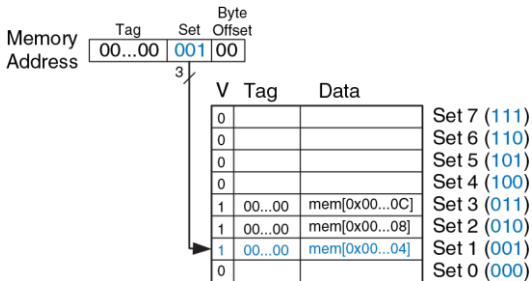 Memory Address
Tag Set Byte Offset
00...00 001 00
3
V Tag Data
0 Set 7 (111)
0 Set 6 (110)
0 Set 5 (101)
0 Set 4 (100)
1 00...00 mem[0x00...0C] Set 3 (011)
1 00...00 mem[0x00...08] Set 2 (010)
1 00...00 mem[0x00...04] Set 1 (001)
0 Set 0 (000)